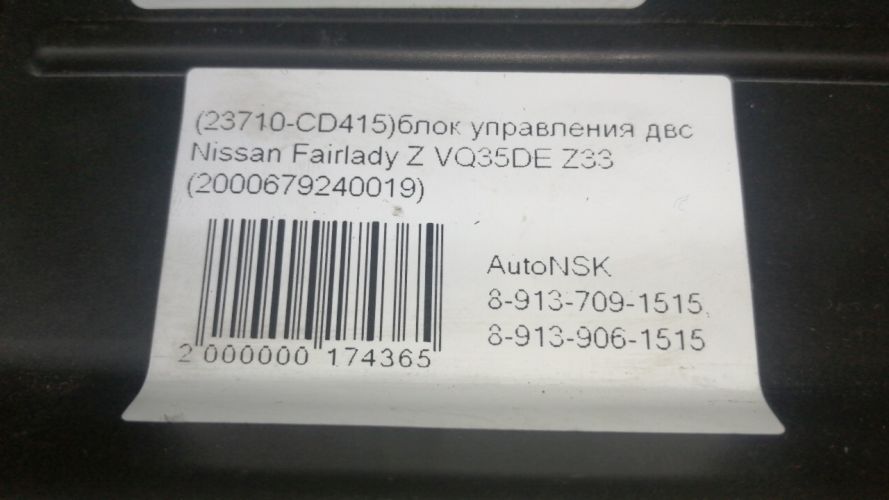 (23710-CD415)блок управления двс
Nissan Fairlady Z VQ35DE Z33
(2000679240019)
AutoNSK
8-913-709-1515,
8-913-906-1515
2 000000 174365